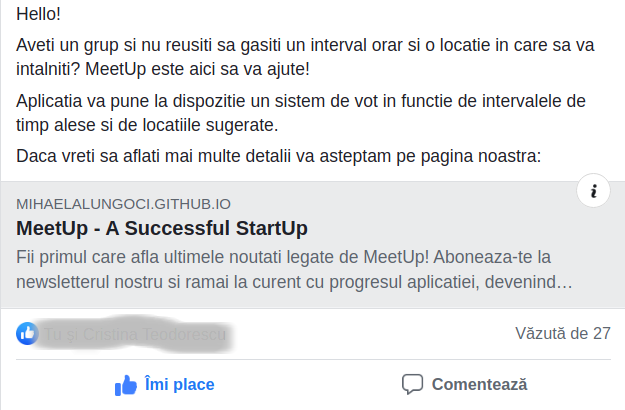 Hello!
Aveti un grup si nu reusiti sa gasiti un interval orar si o locatie in care sa va
intalniti? MeetUp este aici sa va ajute!
Aplicatia va pune la dispozitie un sistem de vot in functie de intervalele de
timp alese si de locatiile sugerate.
Daca vreti sa aflati mai multe detalii va asteptam pe pagina noastra:
MIHAELALUNGOCI.GITHUB.IO
i
MeetUp - A Successful StartUp
Fii primul care afla ultimele noutati legate de MeetUp! Aboneaza-te la
newsletterul nostru si ramai la curent cu progresul aplicatiei, devenind…
Văzută de 27
Îmi place
Comentează